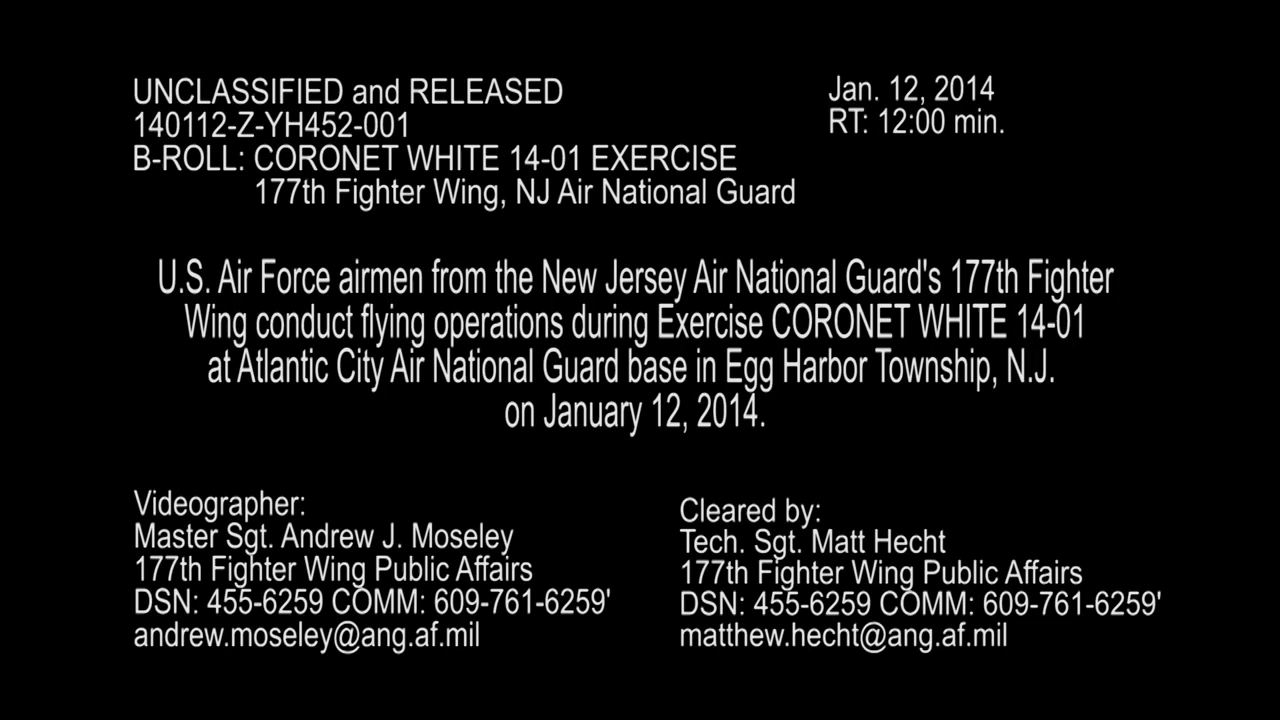 UNCLASSIFIED and RELEASED
140112-Z-YH452-001
B-ROLL: CORONET WHITE 14-01 EXERCISE
177th Fighter Wing, NJ Air National Guard
Jan. 12, 2014
RT: 12:00 min.
U.S. Air Force airmen from the New Jersey Air National Guard's 177th Fighter
Wing conduct flying operations during Exercise CORONET WHITE 14-01
at Atlantic City Air National Guard base in Egg Harbor Township, N.J.
on January 12, 2014.
Videographer:
Master Sgt. Andrew J. Moseley
177th Fighter Wing Public Affairs
DSN: 455-6259 COMM: 609-761-6259'
andrew.moseley@ang.af.mil
Cleared by:
Tech. Sgt. Matt Hecht
177th Fighter Wing Public Affairs
DSN: 455-6259 COMM: 609-761-6259'
matthew.hecht@ang.af.mil